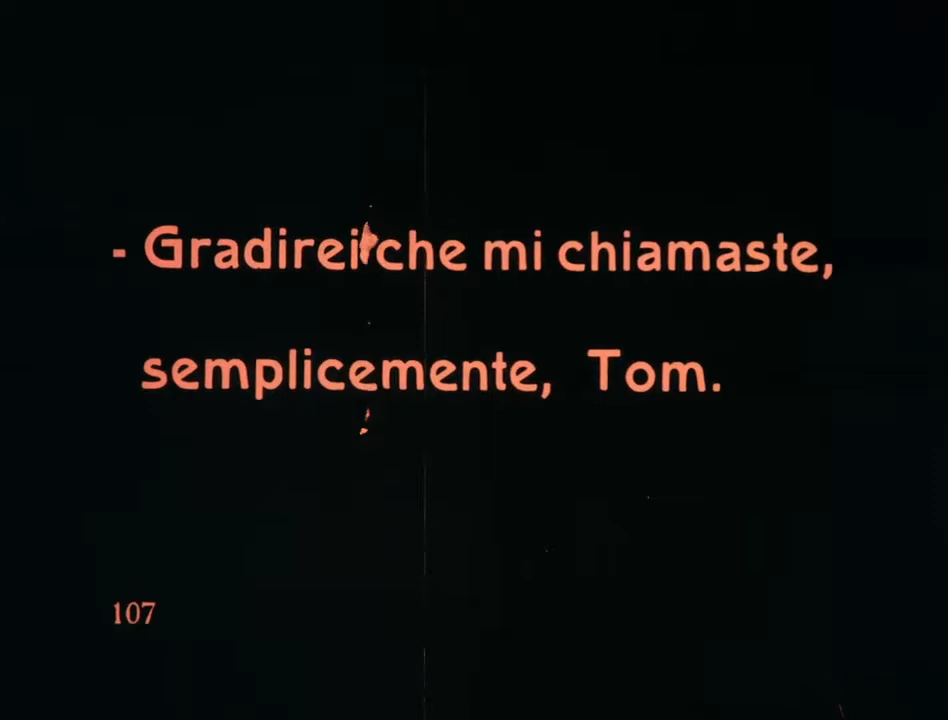 - Gradirei che mi chiamaste,
semplicemente, Tom.
107